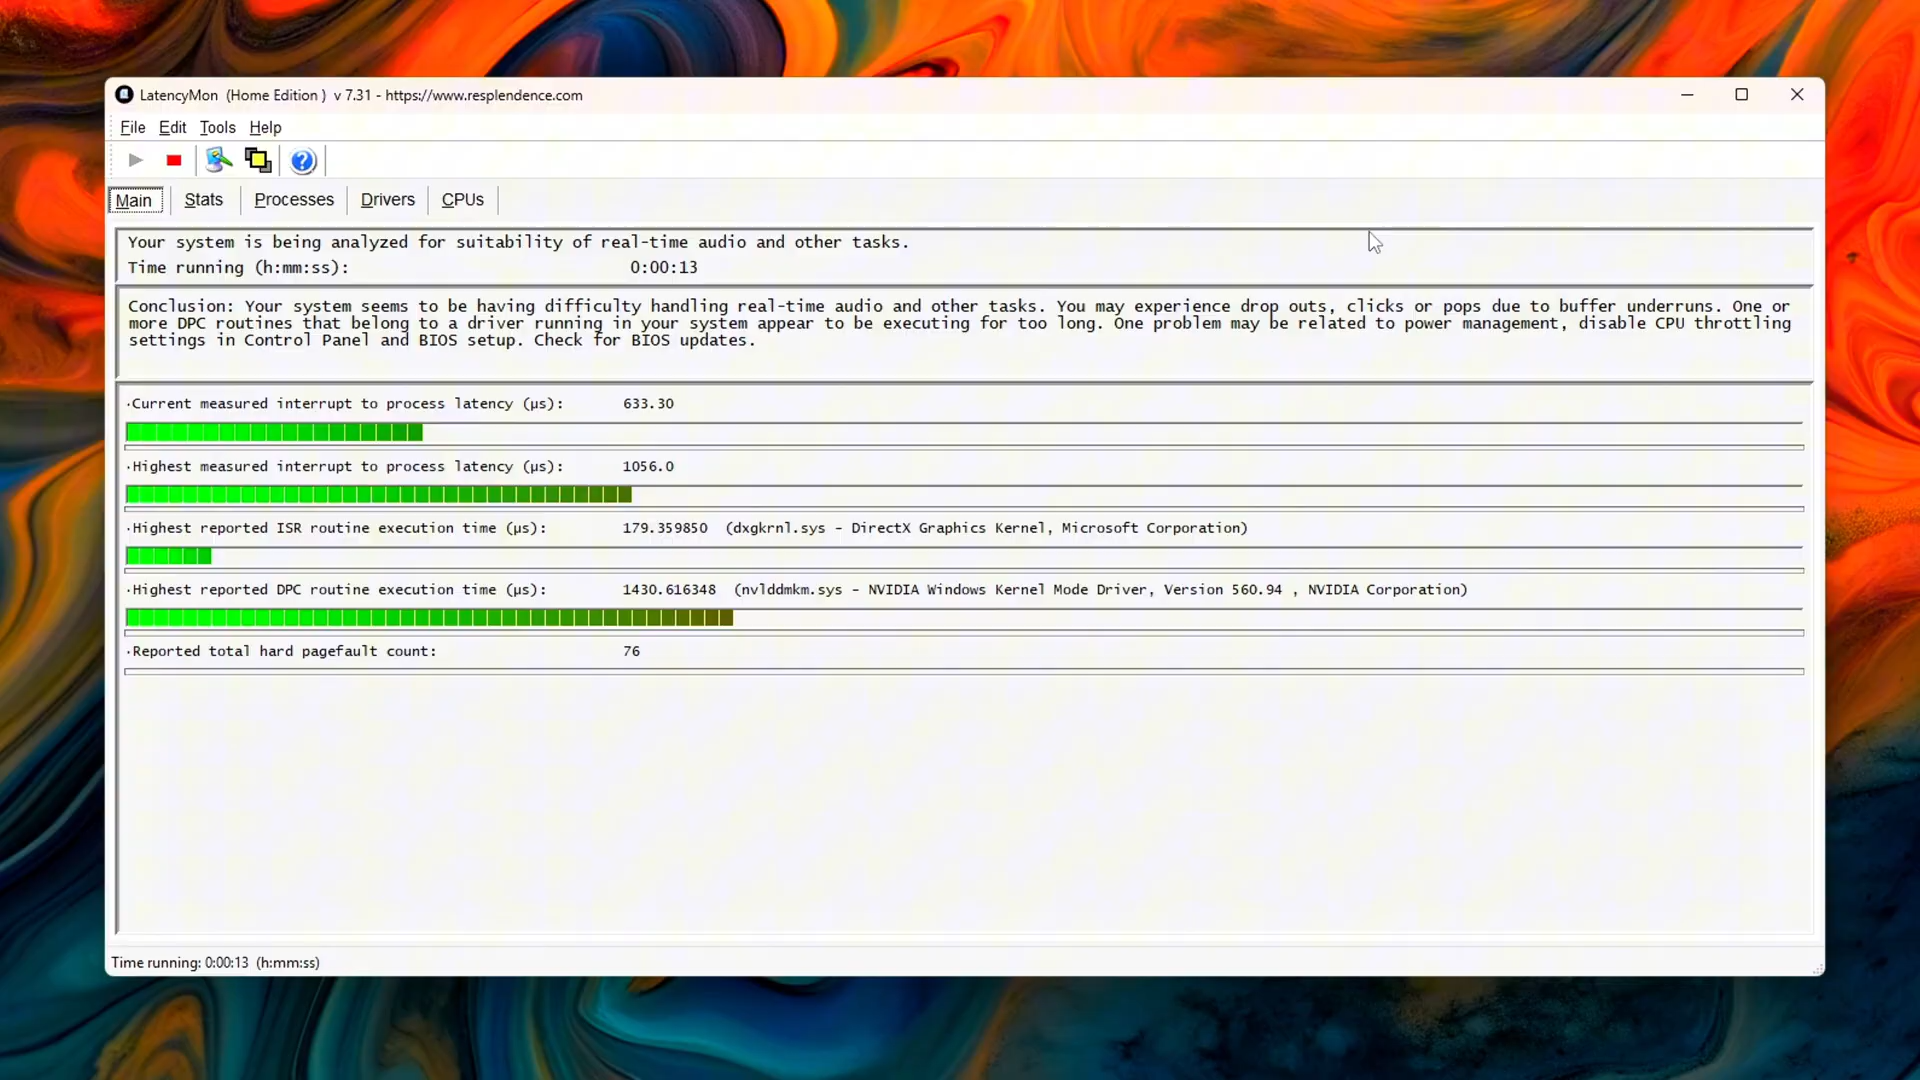 LatencyMon (Home Edition ) v 7.31 - https://www.resplendence.com
File Edit Tools Help
Main Stats Processes Drivers CPUs
Your system is being analyzed for suitability of real-time audio and other tasks.
Time running (h:mm:ss): 0:00:13
Conclusion: Your system seems to be having difficulty handling real-time audio and other tasks. You may experience drop outs, clicks or pops due to buffer underruns. One or
more DPC routines that belong to a driver running in your system appear to be executing for too long. One problem may be related to power management, disable CPU throttling
settings in Control Panel and BIOS setup. Check for BIOS updates.
·Current measured interrupt to process latency (µs): 633.30
·Highest measured interrupt to process latency (µs): 1056.0
·Highest reported ISR routine execution time (µs): 179.359850 (dxgkrnl.sys - DirectX Graphics Kernel, Microsoft Corporation)
·Highest reported DPC routine execution time (µs): 1430.616348 (nvlddmkm.sys - NVIDIA Windows Kernel Mode Driver, Version 560.94 , NVIDIA Corporation)
·Reported total hard pagefault count: 76
Time running: 0:00:13 (h:mm:ss)